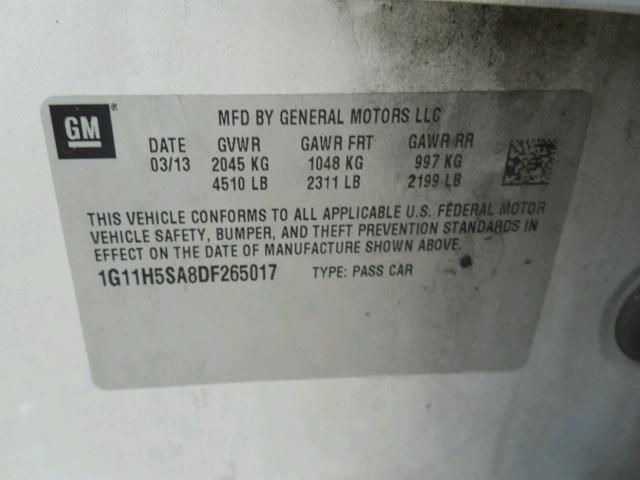 GM ®
MFD BY GENERAL MOTORS LLC
DATE GVWR GAWR FRT GAWR RR
03/13 2045 KG 1048 KG 997 KG
4510 LB 2311 LB 2199 LB
THIS VEHICLE CONFORMS TO ALL APPLICABLE U.S. FEDERAL MOTOR
VEHICLE SAFETY, BUMPER, AND THEFT PREVENTION STANDARDS IN
EFFECT ON THE DATE OF MANUFACTURE SHOWN ABOVE.
1G11H5SA8DF265017 TYPE: PASS CAR